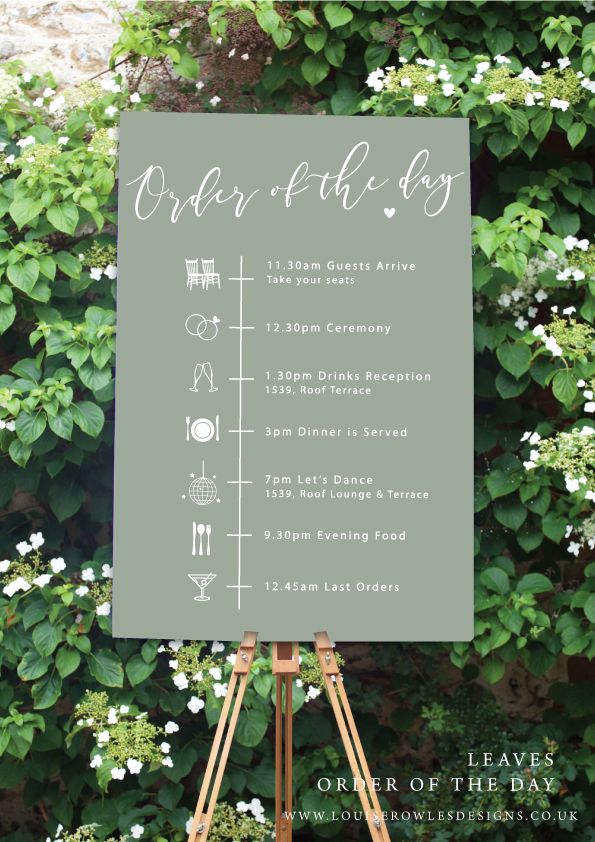 Order of the day
11.30am Guests Arrive
Take your seats
12.30pm Ceremony
1.30pm Drinks Reception
1539, Roof Terrace
3pm Dinner is Served
7pm Let's Dance
1539, Roof Lounge & Terrace
9.30pm Evening Food
12.45am Last Orders
LEAVES
ORDER OF THE DAY
WWW.LOUISEROWLESDESIGNS.CO.UK